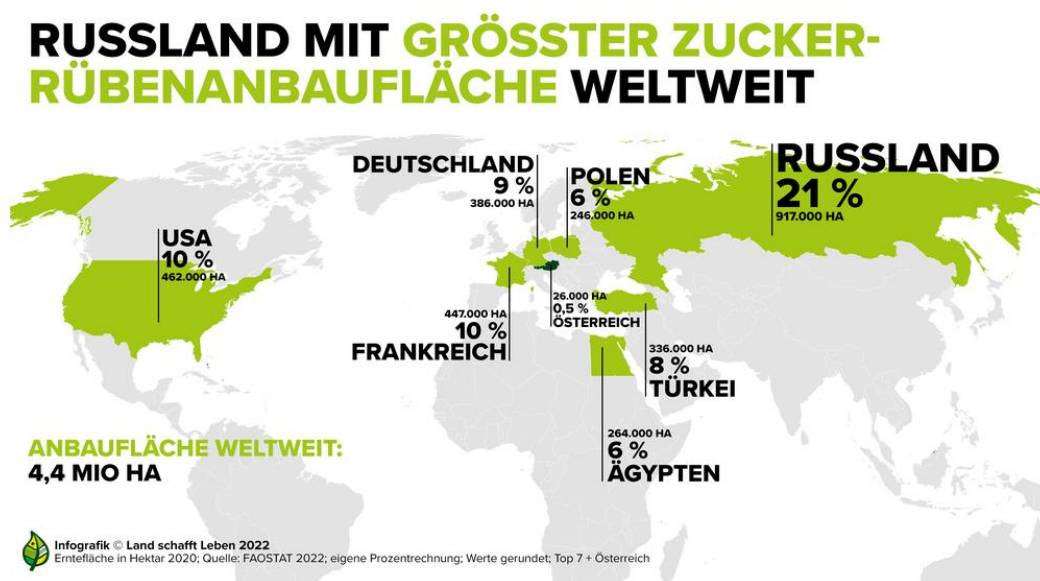 RUSSLAND MIT GRÖSSTER ZUCKER-
RÜBENANBAUFLÄCHE WELTWEIT
DEUTSCHLAND
9 %
386.000 HA
POLEN
6 %
246.000 HA
RUSSLAND
21 %
917.000 HA
USA
10 %
462.000 HA
447.000 HA
10 %
FRANKREICH
26.000 HA
0,5 %
ÖSTERREICH
336.000 HA
8 %
TÜRKEI
264.000 HA
6 %
ÄGYPTEN
ANBAUFLÄCHE WELTWEIT:
4,4 MIO HA
Infografik © Land schafft Leben 2022
Erntefläche in Hektar 2020; Quelle: FAOSTAT 2022; eigene Prozentrechnung; Werte gerundet; Top 7 + Österreich